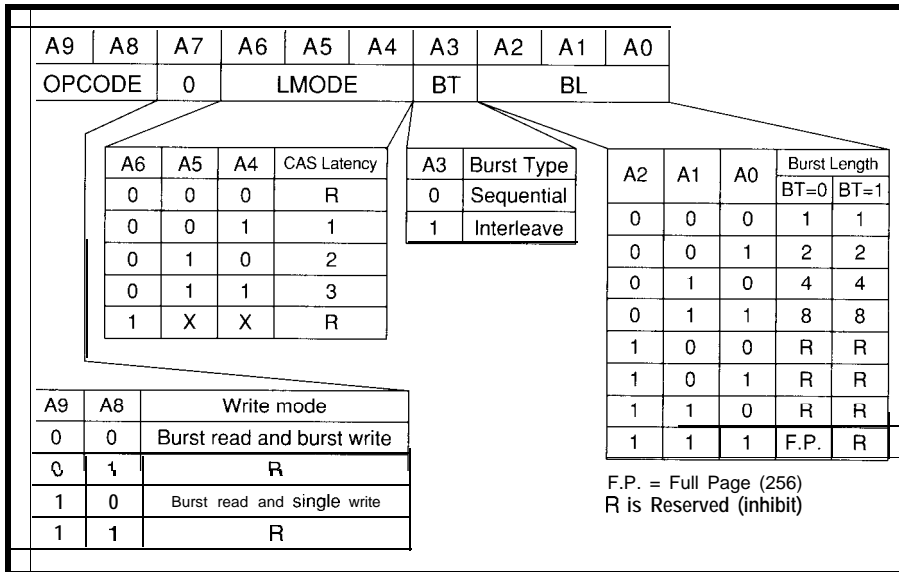 A9 A8 A7 A6 A5 A4 A3 A2 A1 A0
OPCODE 0 LMODE BT BL
A6 A5 A4 CAS Latency
0 0 0 R
0 0 1 1
0 1 0 2
0 1 1 3
1 X X R
A3 Burst Type
0 Sequential
1 Interleave
A2 A1 A0 Burst Length
BT=0 BT=1
0 0 0 1 1
0 0 1 2 2
0 1 0 4 4
0 1 1 8 8
1 0 0 R R
1 0 1 R R
1 1 0 R R
1 1 1 F.P. R
F.P. = Full Page (256)
R is Reserved (inhibit)
A9 A8 Write mode
0 0 Burst read and burst write
0 1 R
1 0 Burst read and single write
1 1 R